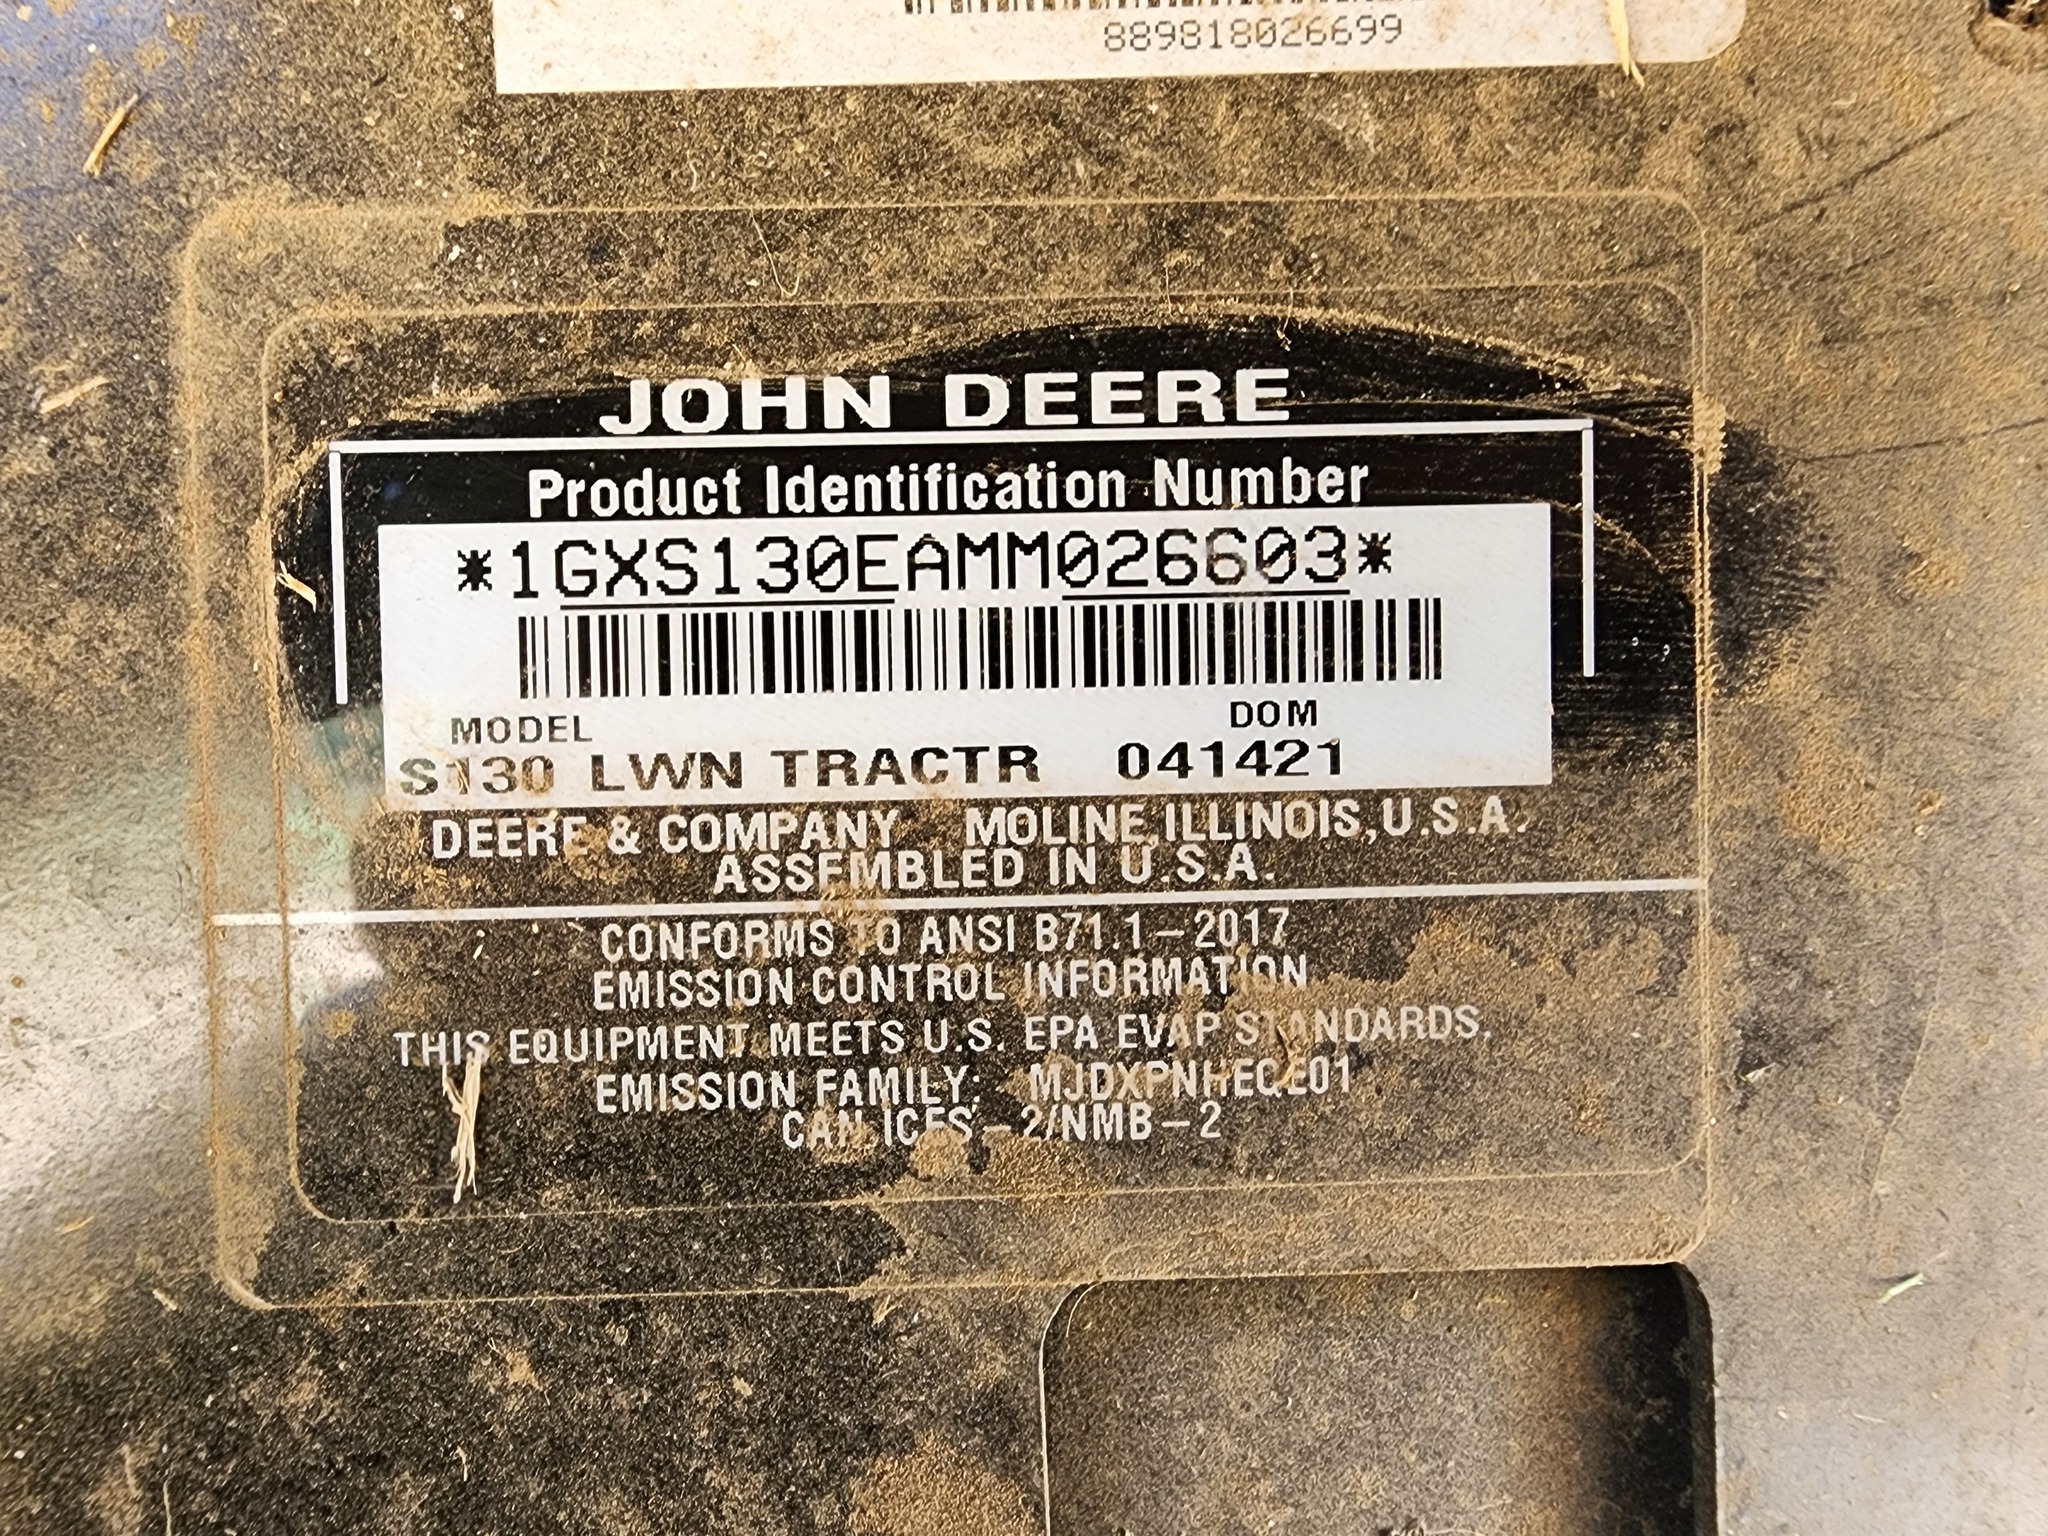 889818026699
JOHN DEERE
Product Identification Number
*1GXS130EAMM026603*
MODEL DOM
S130 LWN TRACTR 041421
DEERE & COMPANY MOLINE,ILLINOIS,U.S.A.
ASSEMBLED IN U.S.A.
CONFORMS TO ANSI B71.1-2017
EMISSION CONTROL INFORMATION
THIS EQUIPMENT MEETS U.S. EPA EVAP STANDARDS.
EMISSION FAMILY: MJDXPNHEQE01
CAN ICES-2/NMB-2